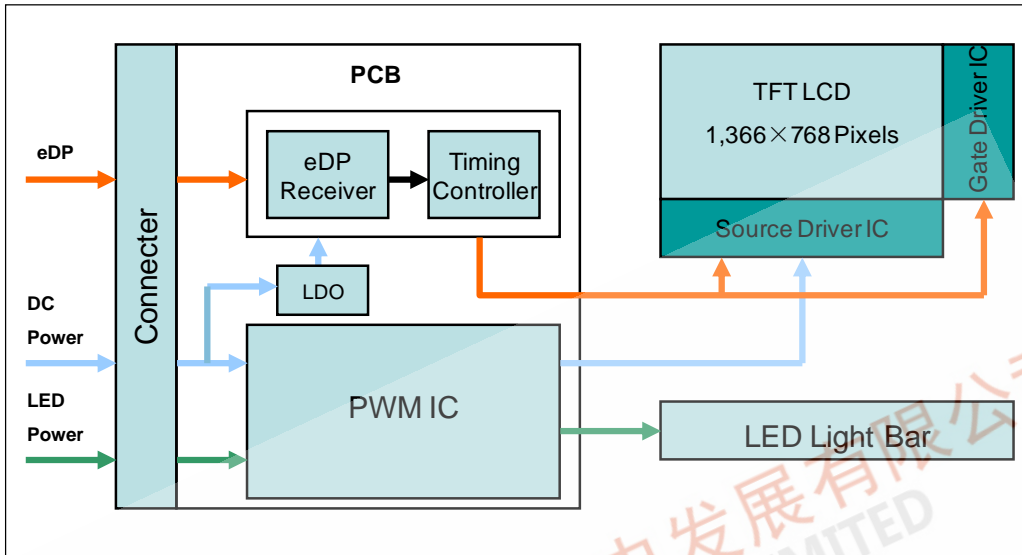 PCB
eDP
Connecter
eDP
Receiver
Timing
Controller
LDO
DC
Power
LED
Power
PWM IC
TFT LCD
1,366×768 Pixels
Gate Driver IC
Source Driver IC
LED Light Bar
发展有限公
MITED